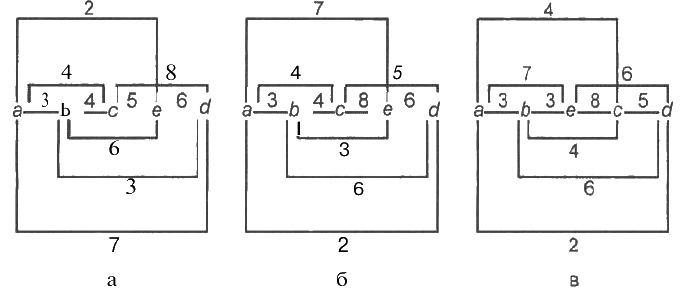 2 7 4
4 8 4 5 7 6
a 3 b 4 c 5 e 6 d a 3 b 4 c 8 e 6 d a 3 b 3 e 8 c 5 d
6 3 4
3 6 6
7 2 2
а б в